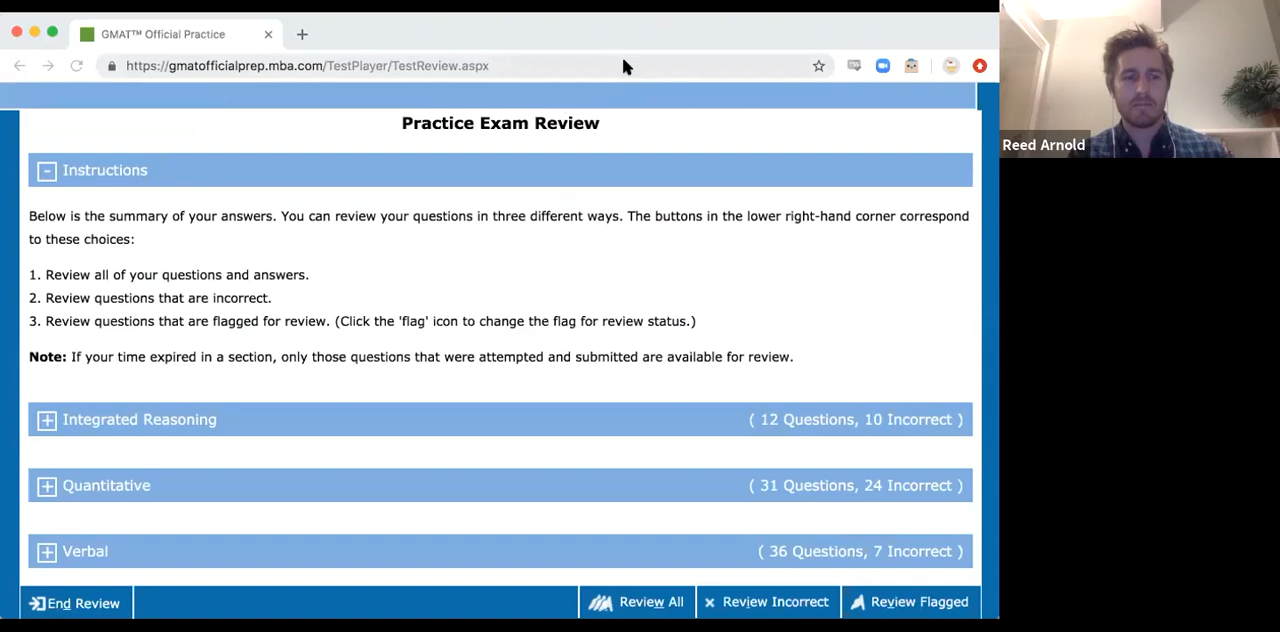 GMAT™ Official Practice
https://gmatofficialprep.mba.com/TestPlayer/TestReview.aspx
Reed Arnold
Practice Exam Review
Instructions
Below is the summary of your answers. You can review your questions in three different ways. The buttons in the lower right-hand corner correspond
to these choices:
1. Review all of your questions and answers.
2. Review questions that are incorrect.
3. Review questions that are flagged for review. (Click the 'flag' icon to change the flag for review status.)
Note: If your time expired in a section, only those questions that were attempted and submitted are available for review.
Integrated Reasoning ( 12 Questions, 10 Incorrect )
Quantitative ( 31 Questions, 24 Incorrect )
Verbal ( 36 Questions, 7 Incorrect )
End Review Review All Review Incorrect Review Flagged